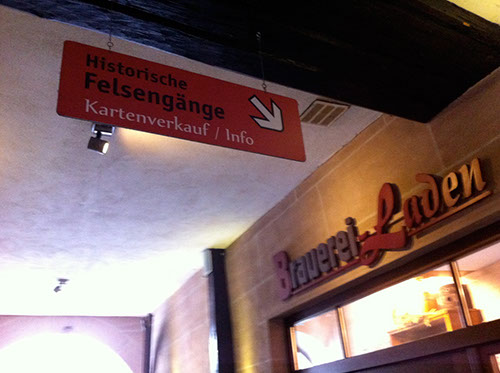 Historische
Felsengänge
Kartenverkauf / Info
Brauerei-Laden